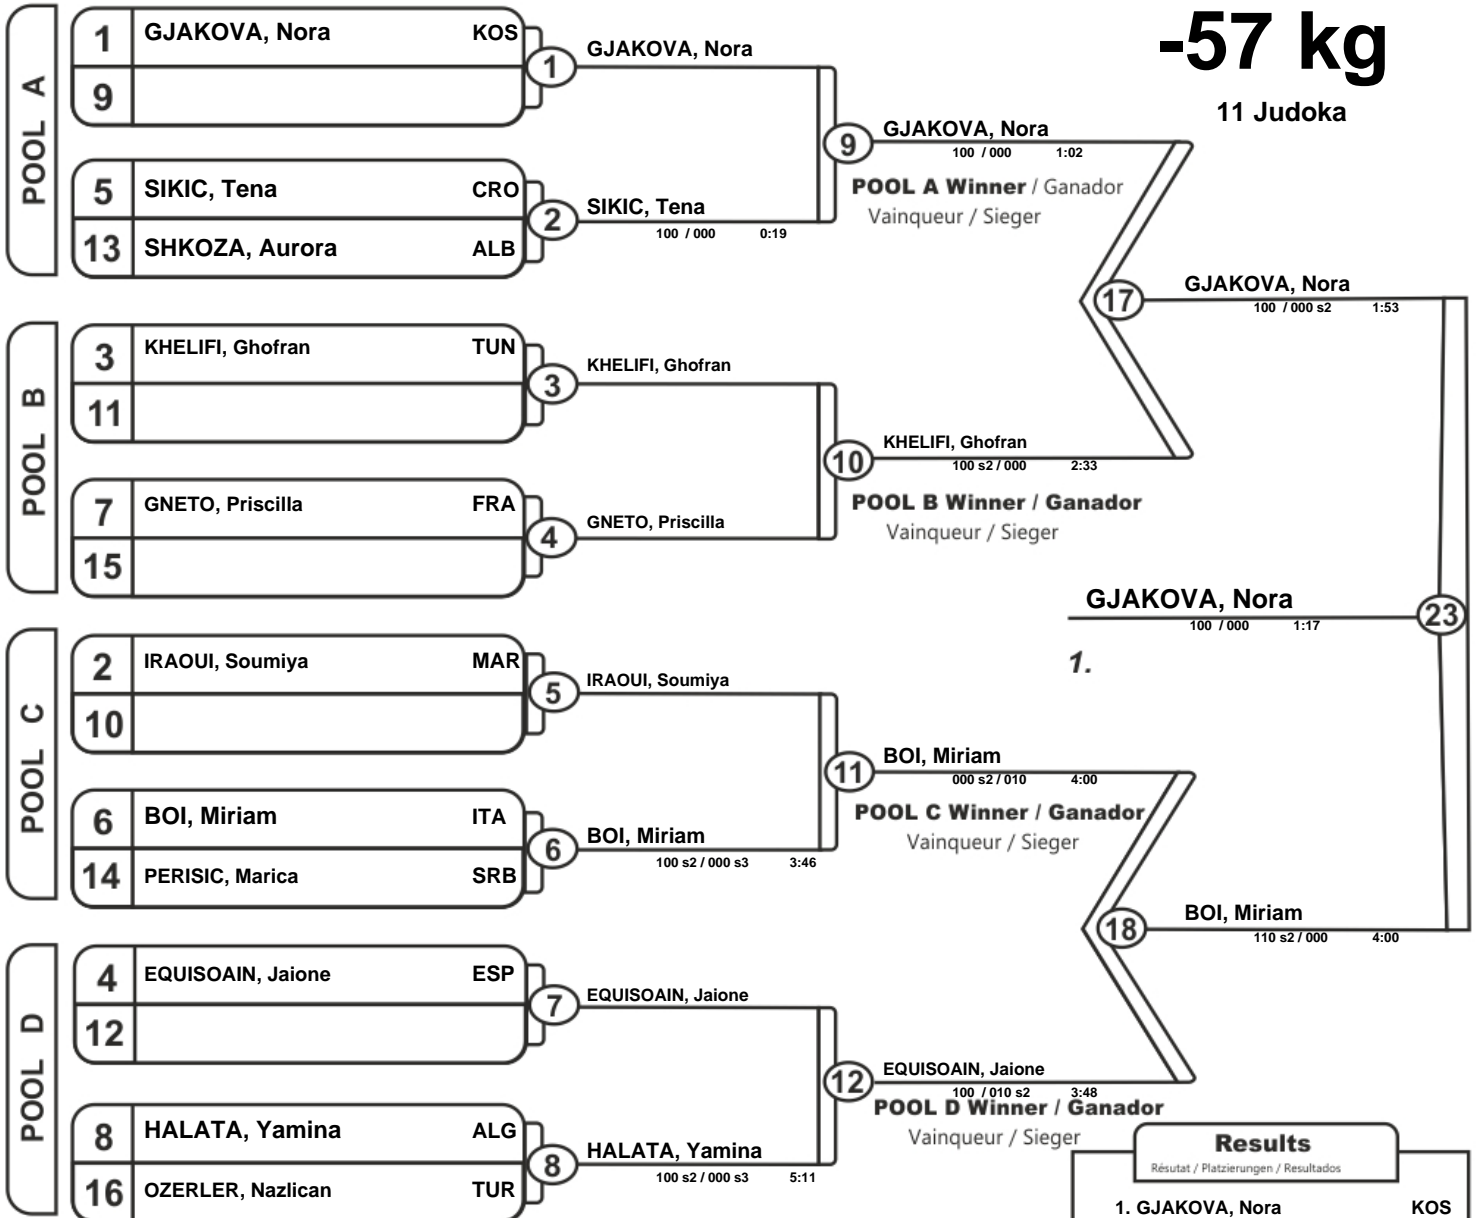 -57 kg
11 Judoka
POOL A
1 GJAKOVA, Nora KOS
9
1
GJAKOVA, Nora
5 SIKIC, Tena CRO
13 SHKOZA, Aurora ALB
2
SIKIC, Tena
100 / 000 0:19
9
GJAKOVA, Nora
100 / 000 1:02
POOL A Winner / Ganador
Vainqueur / Sieger
POOL B
3 KHELIFI, Ghofran TUN
11
3
KHELIFI, Ghofran
7 GNETO, Priscilla FRA
15
4
GNETO, Priscilla
10
KHELIFI, Ghofran
100 s2 / 000 2:33
POOL B Winner / Ganador
Vainqueur / Sieger
17
GJAKOVA, Nora
100 / 000 s2 1:53
GJAKOVA, Nora
100 / 000 1:17
1.
23
POOL C
2 IRAOUI, Soumiya MAR
10
5
IRAOUI, Soumiya
6 BOI, Miriam ITA
14 PERISIC, Marica SRB
6
BOI, Miriam
100 s2 / 000 s3 3:46
11
BOI, Miriam
000 s2 / 010 4:00
POOL C Winner / Ganador
Vainqueur / Sieger
POOL D
4 EQUISOAIN, Jaione ESP
12
7
EQUISOAIN, Jaione
8 HALATA, Yamina ALG
16 OZERLER, Nazlican TUR
8
HALATA, Yamina
100 s2 / 000 s3 5:11
12
EQUISOAIN, Jaione
100 / 010 s2 3:48
POOL D Winner / Ganador
Vainqueur / Sieger
18
BOI, Miriam
110 s2 / 000 4:00
Results
Résutat / Platzierungen / Resultados
1. GJAKOVA, Nora KOS